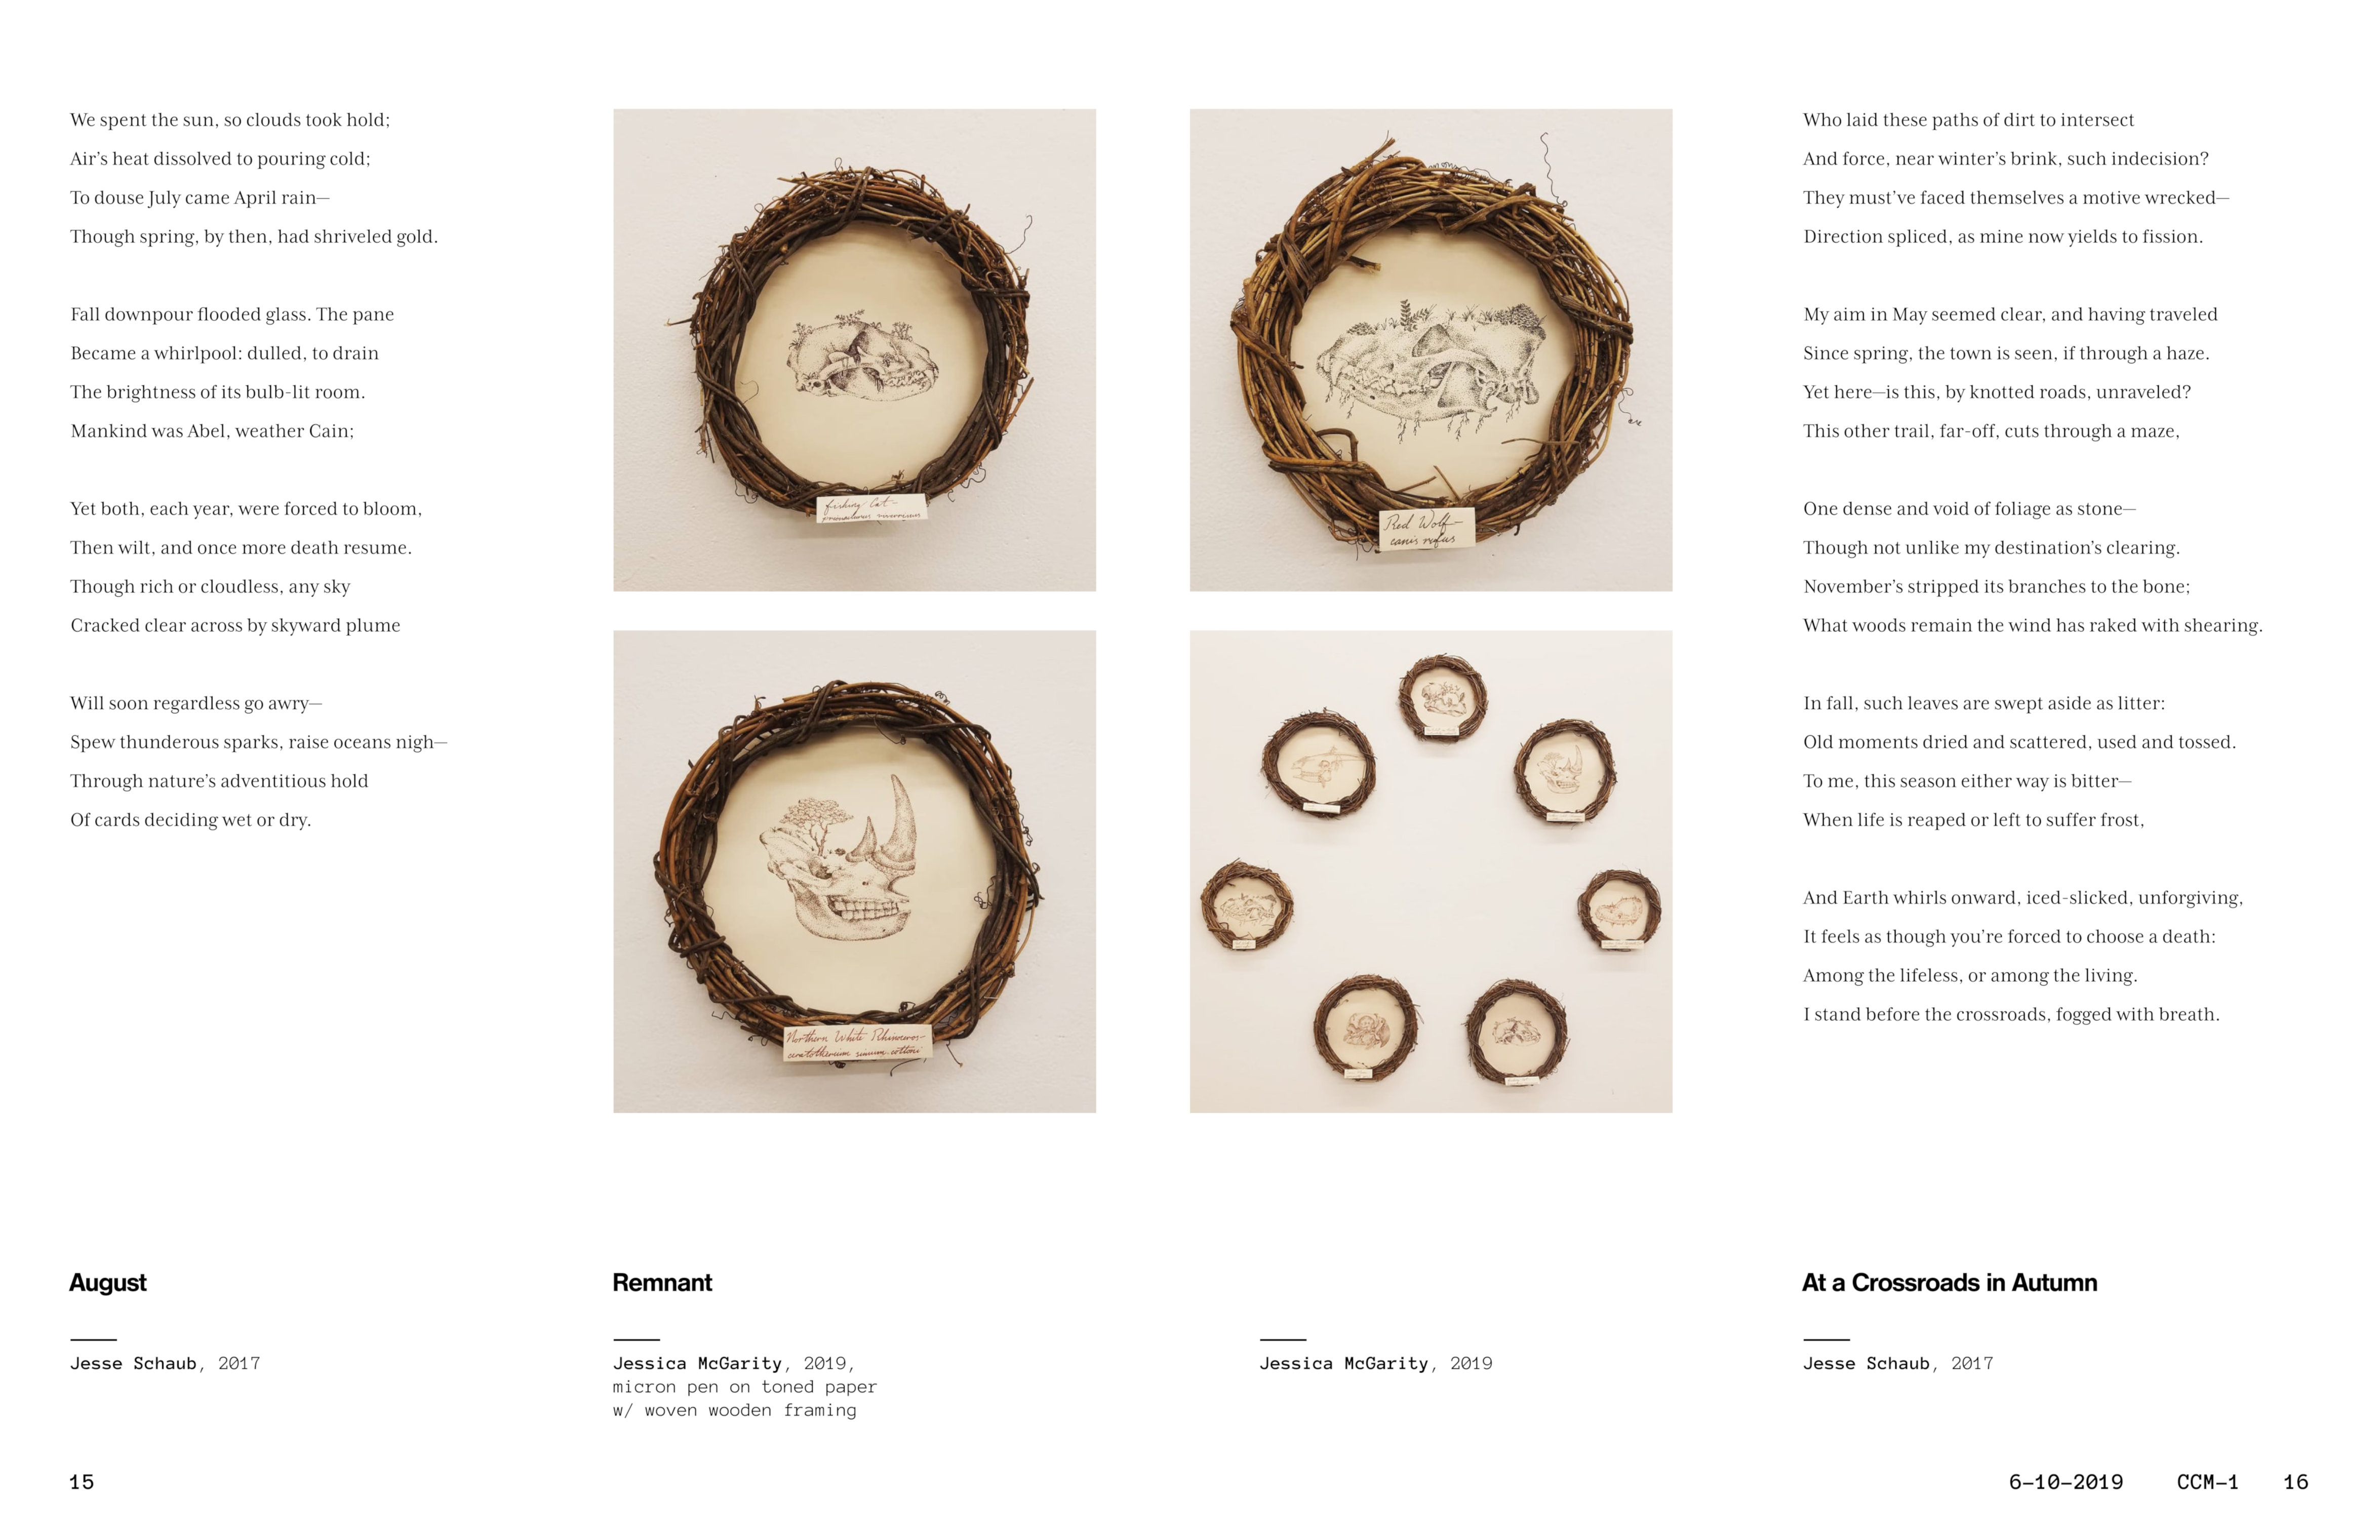 We spent the sun, so clouds took hold;
Air's heat dissolved to pouring cold;
To douse July came April rain—
Though spring, by then, had shriveled gold.
Fall downpour flooded glass. The pane
Became a whirlpool: dulled, to drain
The brightness of its bulb-lit room.
Mankind was Abel, weather Cain;
Yet both, each year, were forced to bloom,
Then wilt, and once more death resume.
Though rich or cloudless, any sky
Cracked clear across by skyward plume
Will soon regardless go awry—
Spew thunderous sparks, raise oceans nigh—
Through nature's adventitious hold
Of cards deciding wet or dry.
August
Jesse Schaub, 2017
15
fishing Cat-
Northern White Rhinoceros-
ceratotherium simum cottoni
Red Wolf-
canis rufus
Remnant
Jessica McGarity, 2019,
micron pen on toned paper
w/ woven wooden framing
Jessica McGarity, 2019
Who laid these paths of dirt to intersect
And force, near winter's brink, such indecision?
They must've faced themselves a motive wrecked—
Direction spliced, as mine now yields to fission.
My aim in May seemed clear, and having traveled
Since spring, the town is seen, if through a haze.
Yet here—is this, by knotted roads, unraveled?
This other trail, far-off, cuts through a maze,
One dense and void of foliage as stone—
Though not unlike my destination's clearing.
November's stripped its branches to the bone;
What woods remain the wind has raked with shearing.
In fall, such leaves are swept aside as litter:
Old moments dried and scattered, used and tossed.
To me, this season either way is bitter—
When life is reaped or left to suffer frost,
And Earth whirls onward, iced-slicked, unforgiving,
It feels as though you're forced to choose a death:
Among the lifeless, or among the living.
I stand before the crossroads, fogged with breath.
At a Crossroads in Autumn
Jesse Schaub, 2017
6–10–2019 CCM–1 16